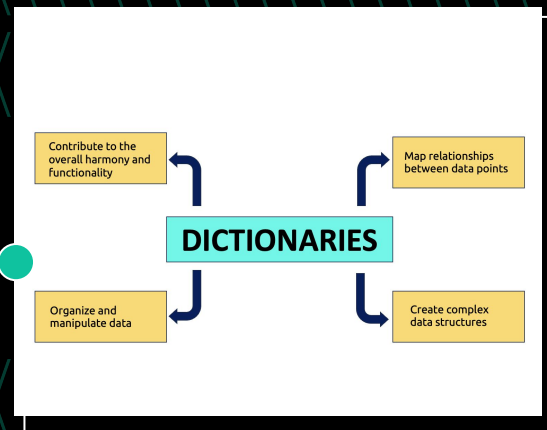 Contribute to the
overall harmony and
functionality
Map relationships
between data points
DICTIONARIES
Organize and
manipulate data
Create complex
data structures